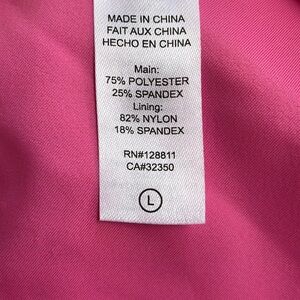 MADE IN CHINA
FAIT AUX CHINA
HECHO EN CHINA
Main:
75% POLYESTER
25% SPANDEX
Lining:
82% NYLON
18% SPANDEX
RN#128811
CA#32350
L